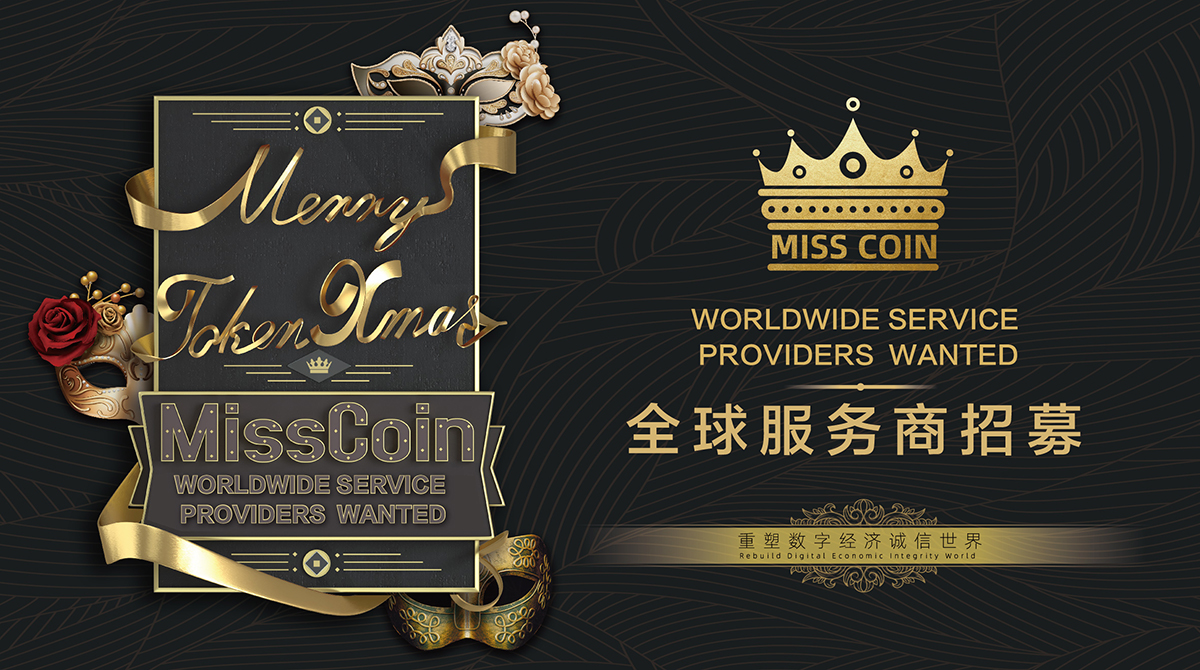 Merry
Token Xmas
MissCoin
WORLDWIDE SERVICE
PROVIDERS WANTED
MISS COIN
WORLDWIDE SERVICE
PROVIDERS WANTED
全球服务商招募
重塑数字经济诚信世界
Rebuild Digital Economic Integrity World